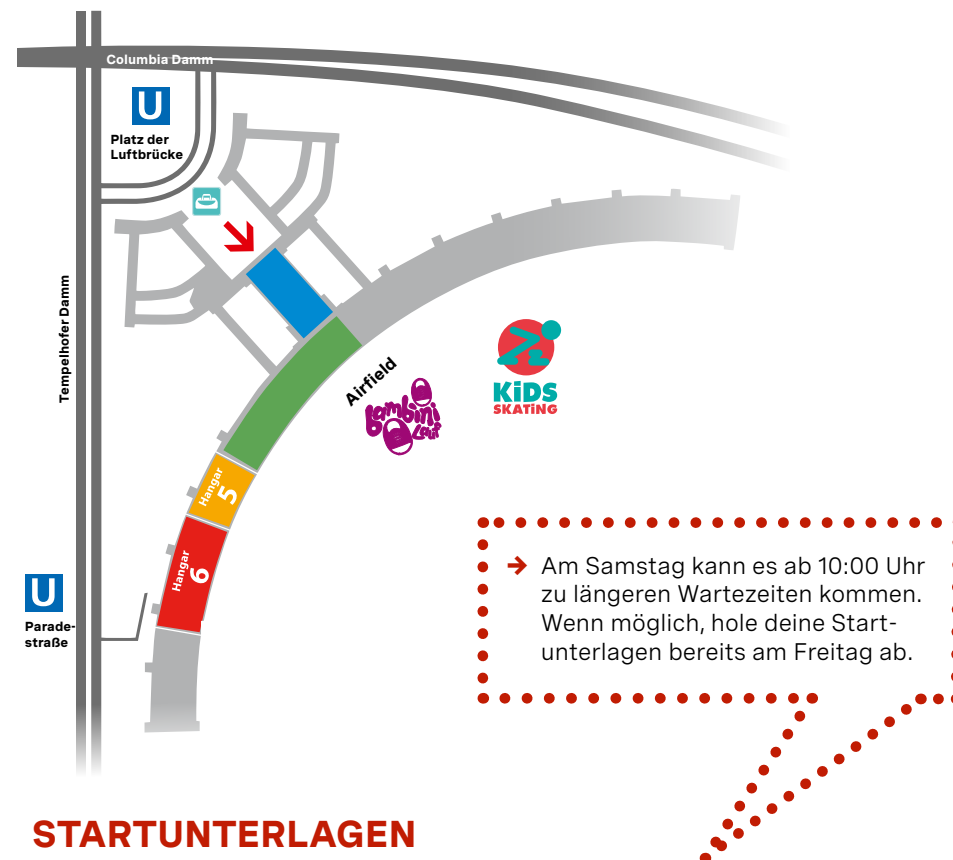 Columbia Damm
U
Platz der
Luftbrücke
Tempelhofer Damm
Airfield
Bambini
Lauf
KiDS
SKATiNG
Hangar
5
Hangar
6
U
Parade-
straße
→ Am Samstag kann es ab 10:00 Uhr
zu längeren Wartezeiten kommen.
Wenn möglich, hole deine Start-
unterlagen bereits am Freitag ab.
STARTUNTERLAGEN